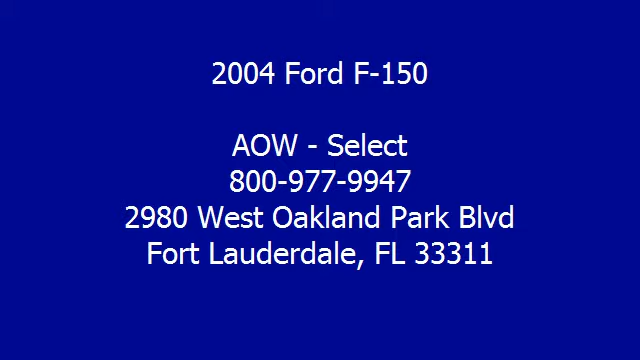 2004 Ford F-150
AOW - Select
800-977-9947
2980 West Oakland Park Blvd
Fort Lauderdale, FL 33311